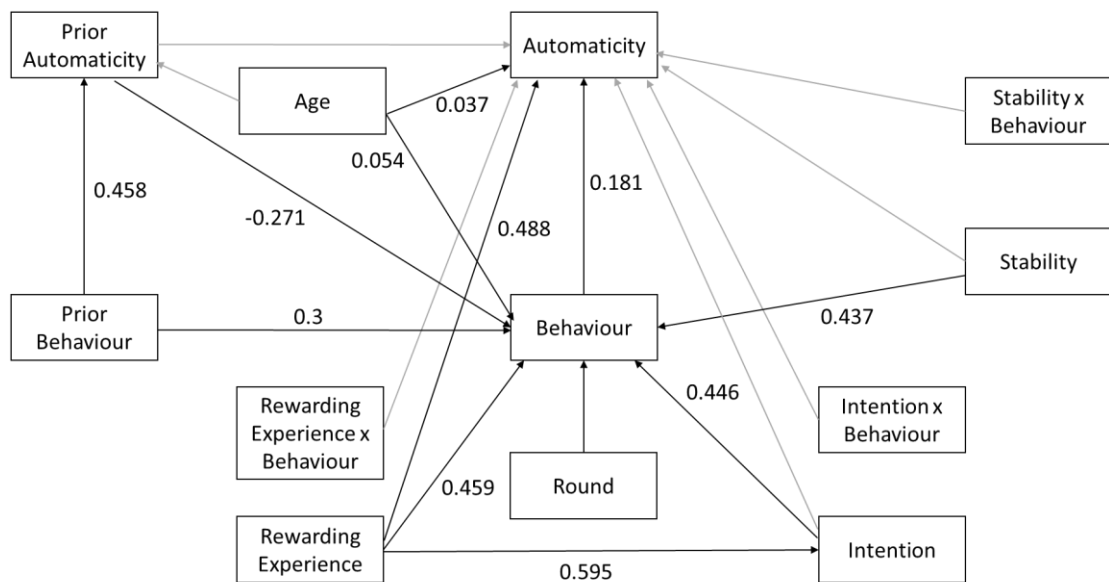 Prior
Automaticity
Automaticity
Age
0.037
Stability x
Behaviour
0.054
0.458
0.181
-0.271
0.488
Stability
Prior
Behaviour
0.3
Behaviour
0.437
Rewarding
Experience x
Behaviour
0.446
Intention x
Behaviour
0.459
Round
Rewarding
Experience
0.595
Intention